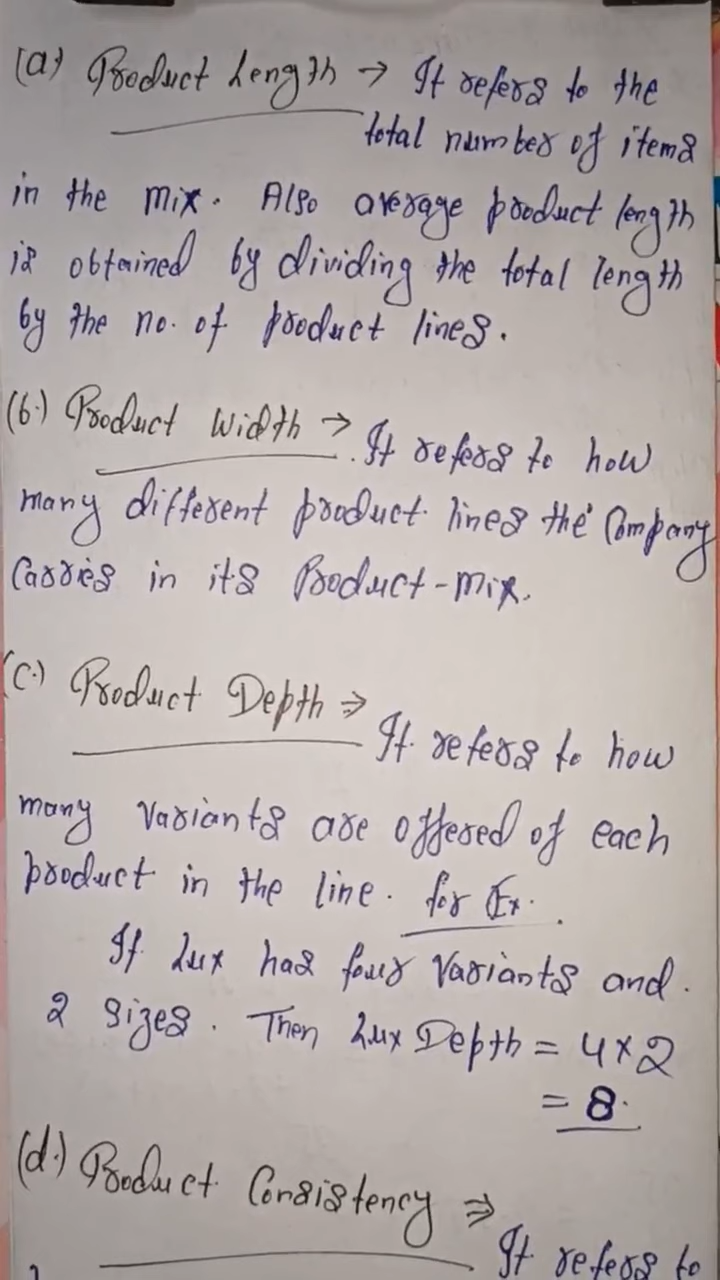 (a) Product Length → It refers to the
total number of items
in the mix. Also average product length
is obtained by dividing the total length
by the no. of product lines.
(b.) Product Width → It refers to how
many different product lines the Company
Carries in its Product-mix.
(c.) Product Depth ⇒ It refers to how
many Variants are offered of each
product in the line. for Ex.
If Lux has four Variants and
2 sizes. Then Lux Depth = 4 × 2
= 8.
(d.) Product Consistency ⇒
It refers to